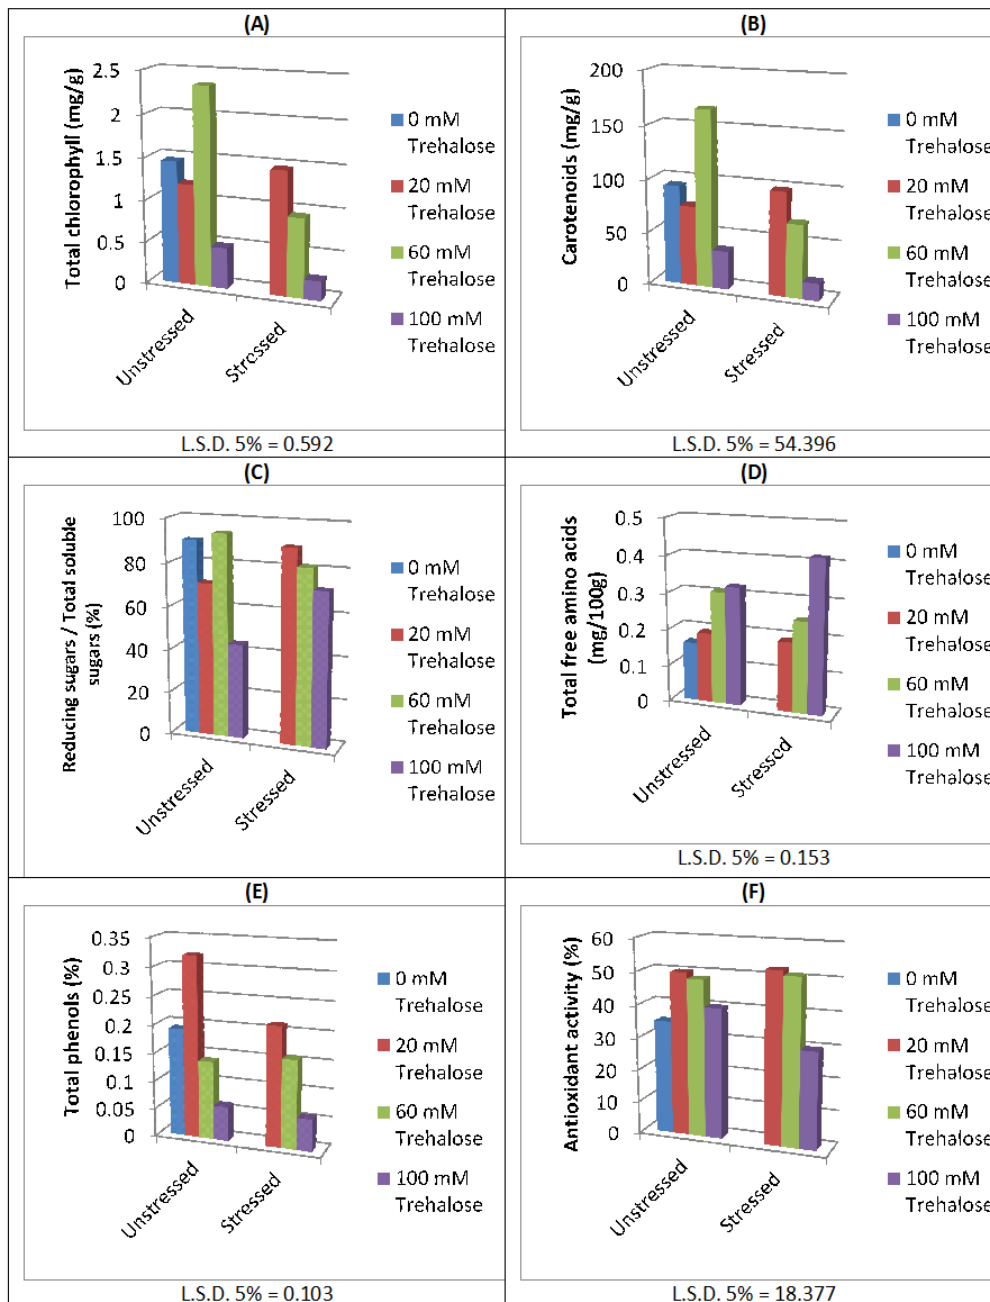 (A)
Total chlorophyll (mg/g)
2.5
2
1.5
1
0.5
0
Unstressed
Stressed
0 mM
Trehalose
20 mM
Trehalose
60 mM
Trehalose
100 mM
Trehalose
L.S.D. 5% = 0.592
(B)
Carotenoids (mg/g)
200
150
100
50
0
Unstressed
Stressed
0 mM
Trehalose
20 mM
Trehalose
60 mM
Trehalose
100 mM
Trehalose
L.S.D. 5% = 54.396
(C)
Reducing sugars / Total soluble
sugars (%)
100
80
60
40
20
0
Unstressed
Stressed
0 mM
Trehalose
20 mM
Trehalose
60 mM
Trehalose
100 mM
Trehalose
(D)
Total free amino acids
(mg/100g)
0.5
0.4
0.3
0.2
0.1
0
Unstressed
Stressed
0 mM
Trehalose
20 mM
Trehalose
60 mM
Trehalose
100 mM
Trehalose
L.S.D. 5% = 0.153
(E)
Total phenols (%)
0.35
0.3
0.25
0.2
0.15
0.1
0.05
0
Unstressed
Stressed
0 mM
Trehalose
20 mM
Trehalose
60 mM
Trehalose
100 mM
Trehalose
L.S.D. 5% = 0.103
(F)
Antioxidant activity (%)
60
50
40
30
20
10
0
Unstressed
Stressed
0 mM
Trehalose
20 mM
Trehalose
60 mM
Trehalose
100 mM
Trehalose
L.S.D. 5% = 18.377